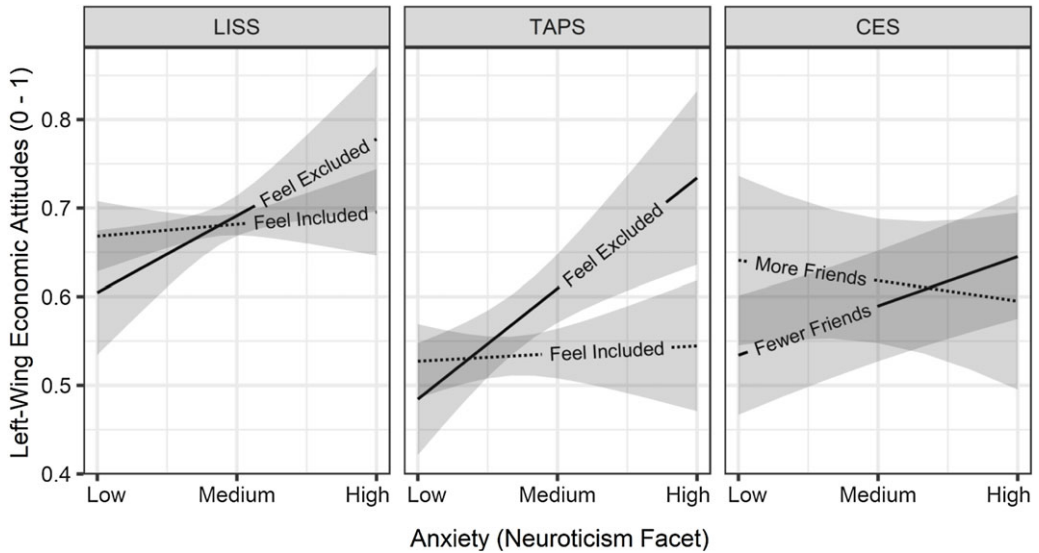 LISS
TAPS
CES
Left-Wing Economic Attitudes (0 - 1)
0.8
0.7
0.6
0.5
0.4
Feel Excluded
Feel Included
Feel Excluded
Feel Included
More Friends
Fewer Friends
Low Medium High
Low Medium High
Low Medium High
Anxiety (Neuroticism Facet)